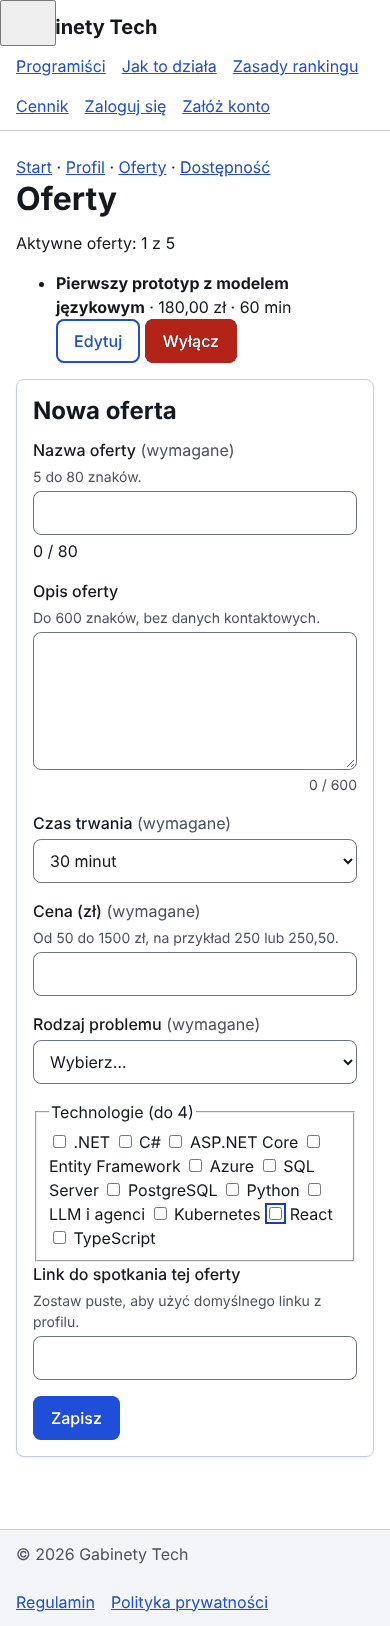 inety Tech
Programiści Jak to działa Zasady rankingu
Cennik Zaloguj się Załóż konto
Start · Profil · Oferty · Dostępność
Oferty
Aktywne oferty: 1 z 5
• Pierwszy prototyp z modelem
językowym · 180,00 zł · 60 min
Edytuj Wyłącz
Nowa oferta
Nazwa oferty (wymagane)
5 do 80 znaków.
0 / 80
Opis oferty
Do 600 znaków, bez danych kontaktowych.
0 / 600
Czas trwania (wymagane)
30 minut
Cena (zł) (wymagane)
Od 50 do 1500 zł, na przykład 250 lub 250,50.
Rodzaj problemu (wymagane)
Wybierz...
Technologie (do 4)
.NET C# ASP.NET Core
Entity Framework Azure SQL
Server PostgreSQL Python
LLM i agenci Kubernetes React
TypeScript
Link do spotkania tej oferty
Zostaw puste, aby użyć domyślnego linku z
profilu.
Zapisz
© 2026 Gabinety Tech
Regulamin Polityka prywatności